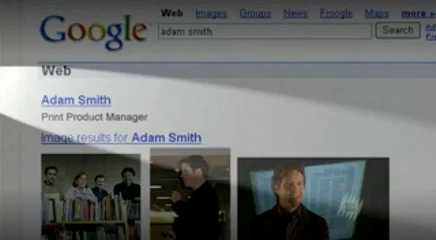 Google™
Web Images Groups News Froogle Maps more »
adam smith
Search
Web
Adam Smith
Print Product Manager
Image results for Adam Smith